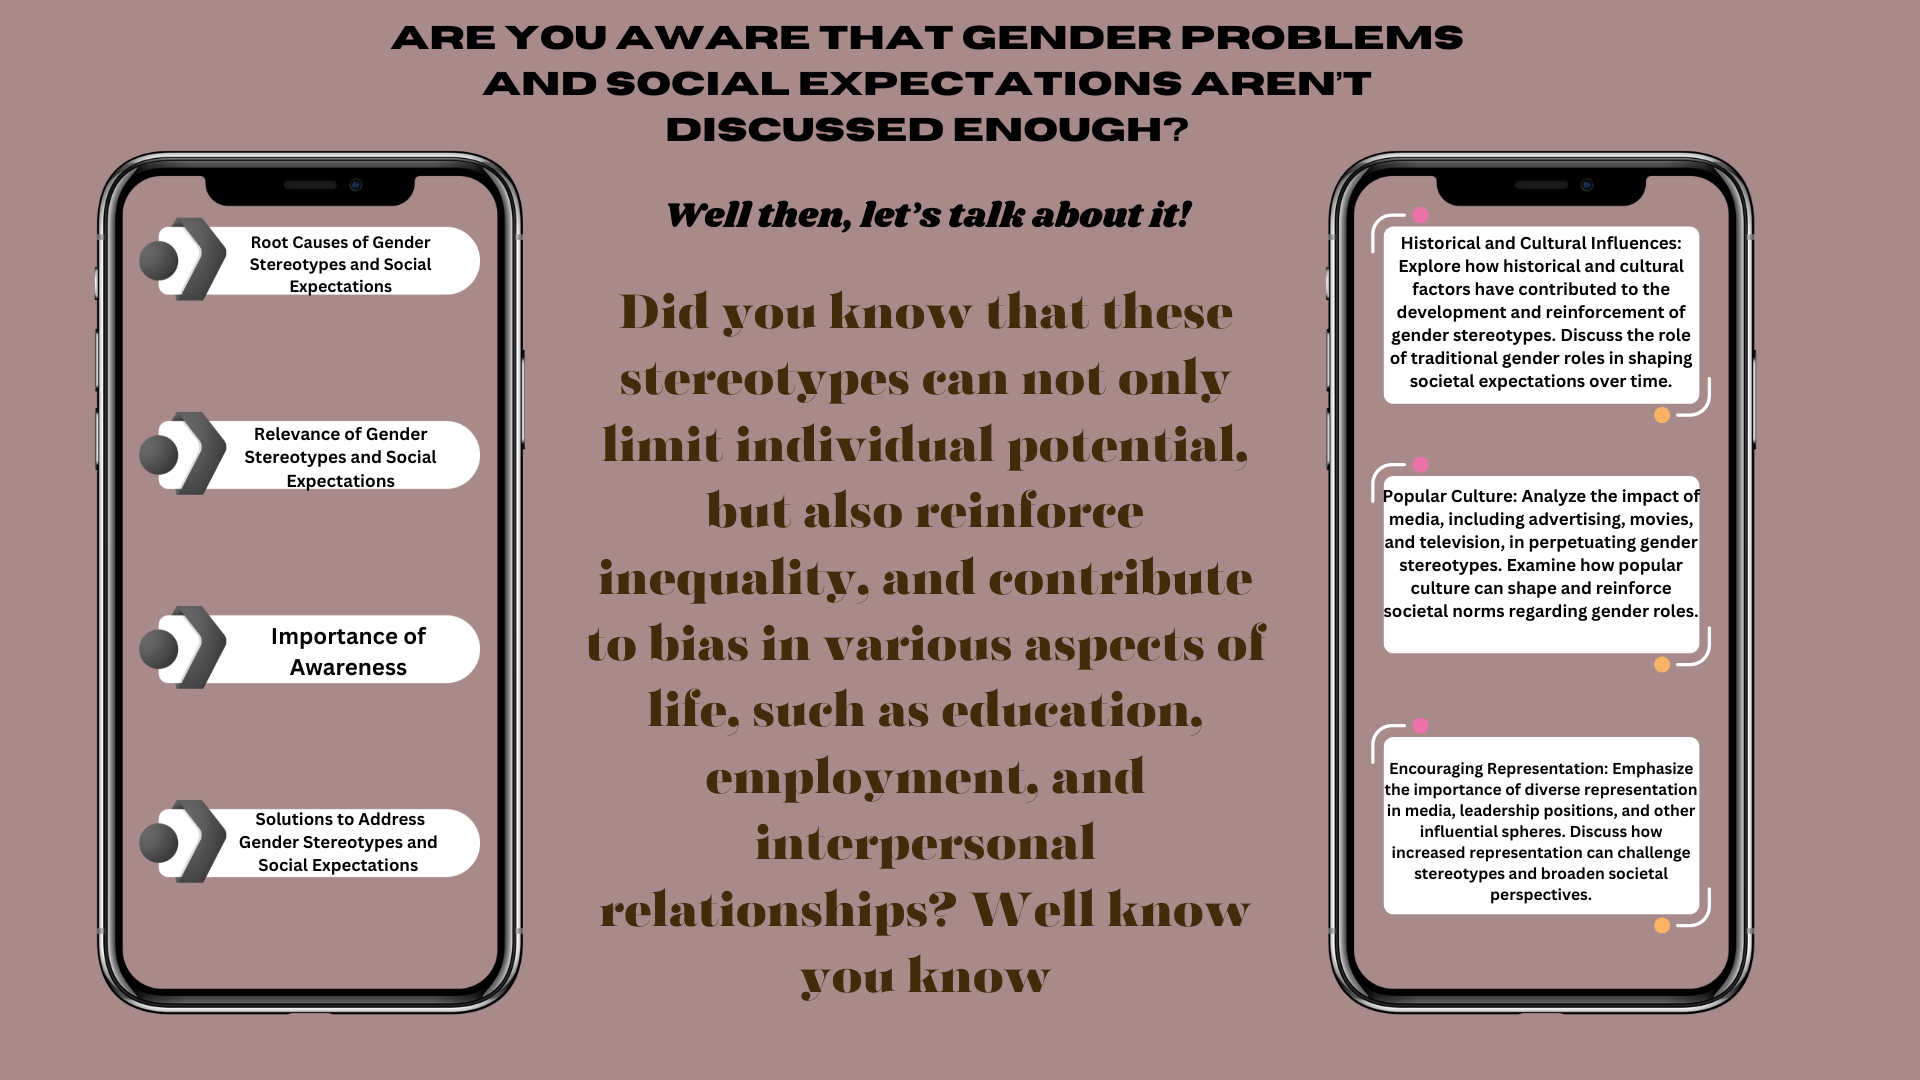 ARE YOU AWARE THAT GENDER PROBLEMS
AND SOCIAL EXPECTATIONS AREN'T
DISCUSSED ENOUGH?
Well then, let's talk about it!
Root Causes of Gender
Stereotypes and Social
Expectations
Relevance of Gender
Stereotypes and Social
Expectations
Importance of
Awareness
Solutions to Address
Gender Stereotypes and
Social Expectations
Did you know that these
stereotypes can not only
limit individual potential,
but also reinforce
inequality, and contribute
to bias in various aspects of
life, such as education,
employment, and
interpersonal
relationships? Well know
you know
Historical and Cultural Influences:
Explore how historical and cultural
factors have contributed to the
development and reinforcement of
gender stereotypes. Discuss the role
of traditional gender roles in shaping
societal expectations over time.
Popular Culture: Analyze the impact of
media, including advertising, movies,
and television, in perpetuating gender
stereotypes. Examine how popular
culture can shape and reinforce
societal norms regarding gender roles.
Encouraging Representation: Emphasize
the importance of diverse representation
in media, leadership positions, and other
influential spheres. Discuss how
increased representation can challenge
stereotypes and broaden societal
perspectives.